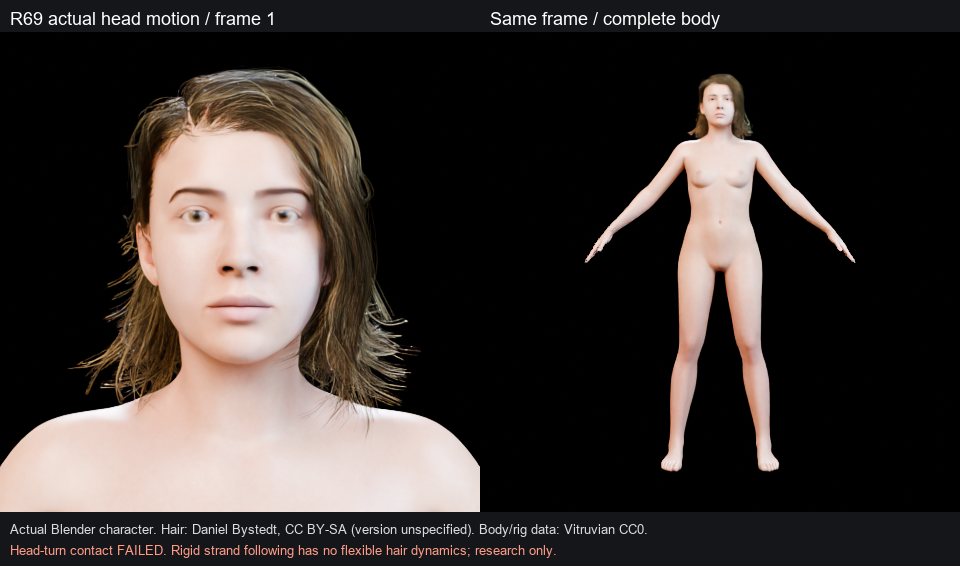 R69 actual head motion / frame 1
Same frame / complete body
Actual Blender character. Hair: Daniel Bystedt, CC BY-SA (version unspecified). Body/rig data: Vitruvian CC0.
Head-turn contact FAILED. Rigid strand following has no flexible hair dynamics; research only.